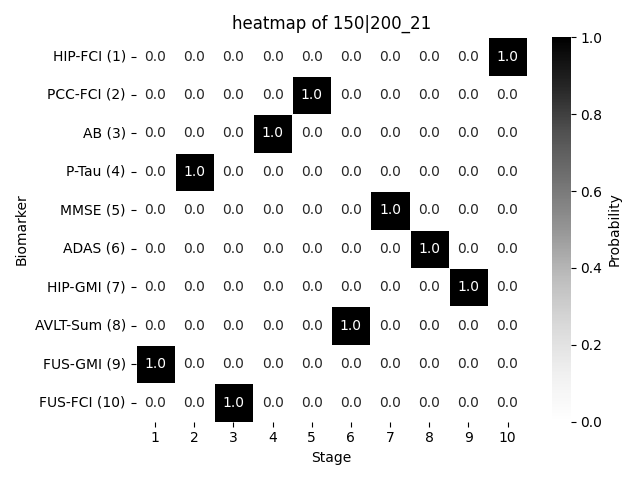 heatmap of 150|200_21
HIP-FCI (1) 0.0 0.0 0.0 0.0 0.0 0.0 0.0 0.0 0.0 1.0
PCC-FCI (2) 0.0 0.0 0.0 0.0 1.0 0.0 0.0 0.0 0.0 0.0
AB (3) 0.0 0.0 0.0 1.0 0.0 0.0 0.0 0.0 0.0 0.0
P-Tau (4) 0.0 1.0 0.0 0.0 0.0 0.0 0.0 0.0 0.0 0.0
MMSE (5) 0.0 0.0 0.0 0.0 0.0 0.0 1.0 0.0 0.0 0.0
ADAS (6) 0.0 0.0 0.0 0.0 0.0 0.0 0.0 1.0 0.0 0.0
HIP-GMI (7) 0.0 0.0 0.0 0.0 0.0 0.0 0.0 0.0 1.0 0.0
AVLT-Sum (8) 0.0 0.0 0.0 0.0 0.0 1.0 0.0 0.0 0.0 0.0
FUS-GMI (9) 1.0 0.0 0.0 0.0 0.0 0.0 0.0 0.0 0.0 0.0
FUS-FCI (10) 0.0 0.0 1.0 0.0 0.0 0.0 0.0 0.0 0.0 0.0
1 2 3 4 5 6 7 8 9 10
Stage
Biomarker
1.0
0.8
0.6
0.4
0.2
0.0
Probability